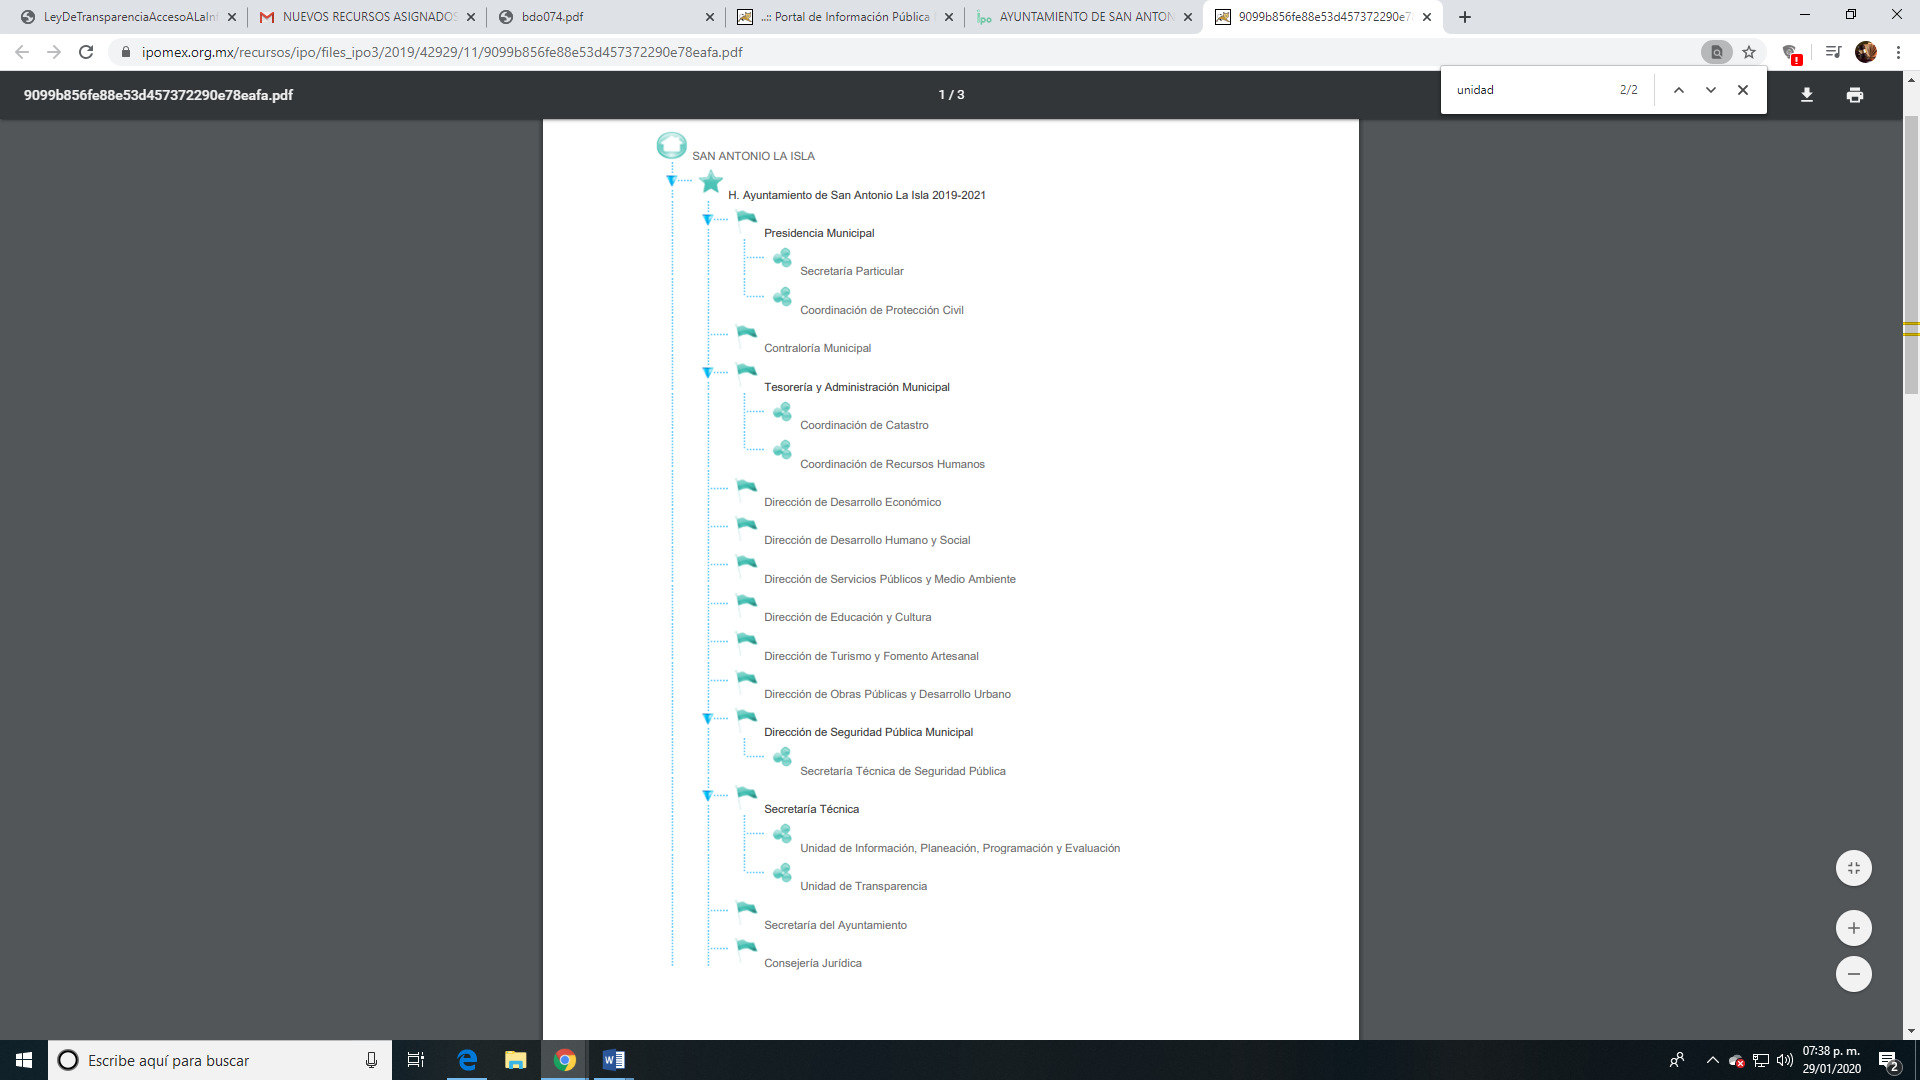 LeyDeTransparenciaAccesoALaInf
NUEVOS RECURSOS ASIGNADOS
bdo074.pdf
..:: Portal de Información Pública
AYUNTAMIENTO DE SAN ANTON
9099b856fe88e53d457372290e7
ipomex.org.mx/recursos/ipo/files_ipo3/2019/42929/11/9099b856fe88e53d457372290e78eafa.pdf
9099b856fe88e53d457372290e78eafa.pdf
1 / 3
unidad 2/2
SAN ANTONIO LA ISLA
H. Ayuntamiento de San Antonio La Isla 2019-2021
Presidencia Municipal
Secretaría Particular
Coordinación de Protección Civil
Contraloría Municipal
Tesorería y Administración Municipal
Coordinación de Catastro
Coordinación de Recursos Humanos
Dirección de Desarrollo Económico
Dirección de Desarrollo Humano y Social
Dirección de Servicios Públicos y Medio Ambiente
Dirección de Educación y Cultura
Dirección de Turismo y Fomento Artesanal
Dirección de Obras Públicas y Desarrollo Urbano
Dirección de Seguridad Pública Municipal
Secretaría Técnica de Seguridad Pública
Secretaría Técnica
Unidad de Información, Planeación, Programación y Evaluación
Unidad de Transparencia
Secretaría del Ayuntamiento
Consejería Jurídica
Escribe aquí para buscar
07:38 p. m.
29/01/2020
2